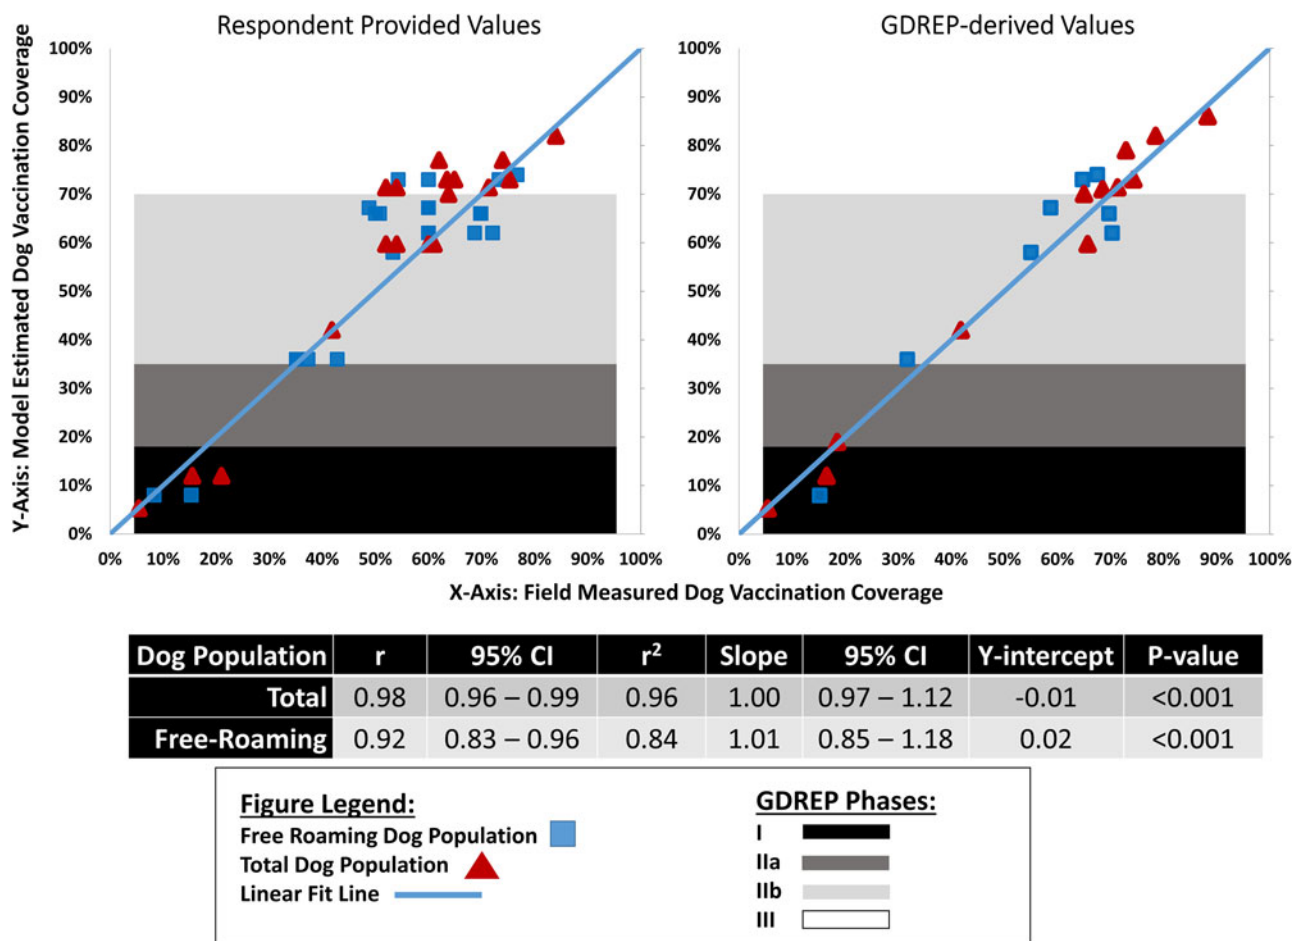 Respondent Provided Values
GDREP-derived Values
Y-Axis: Model Estimated Dog Vaccination Coverage
100%
90%
80%
70%
60%
50%
40%
30%
20%
10%
0%
0% 10% 20% 30% 40% 50% 60% 70% 80% 90% 100%
100%
90%
80%
70%
60%
50%
40%
30%
20%
10%
0%
0% 10% 20% 30% 40% 50% 60% 70% 80% 90% 100%
X-Axis: Field Measured Dog Vaccination Coverage
Dog Population r 95% CI r² Slope 95% CI Y-intercept P-value
Total 0.98 0.96 – 0.99 0.96 1.00 0.97 – 1.12 -0.01 <0.001
Free-Roaming 0.92 0.83 – 0.96 0.84 1.01 0.85 – 1.18 0.02 <0.001
Figure Legend:
Free Roaming Dog Population
Total Dog Population
Linear Fit Line
GDREP Phases:
I
IIa
IIb
III